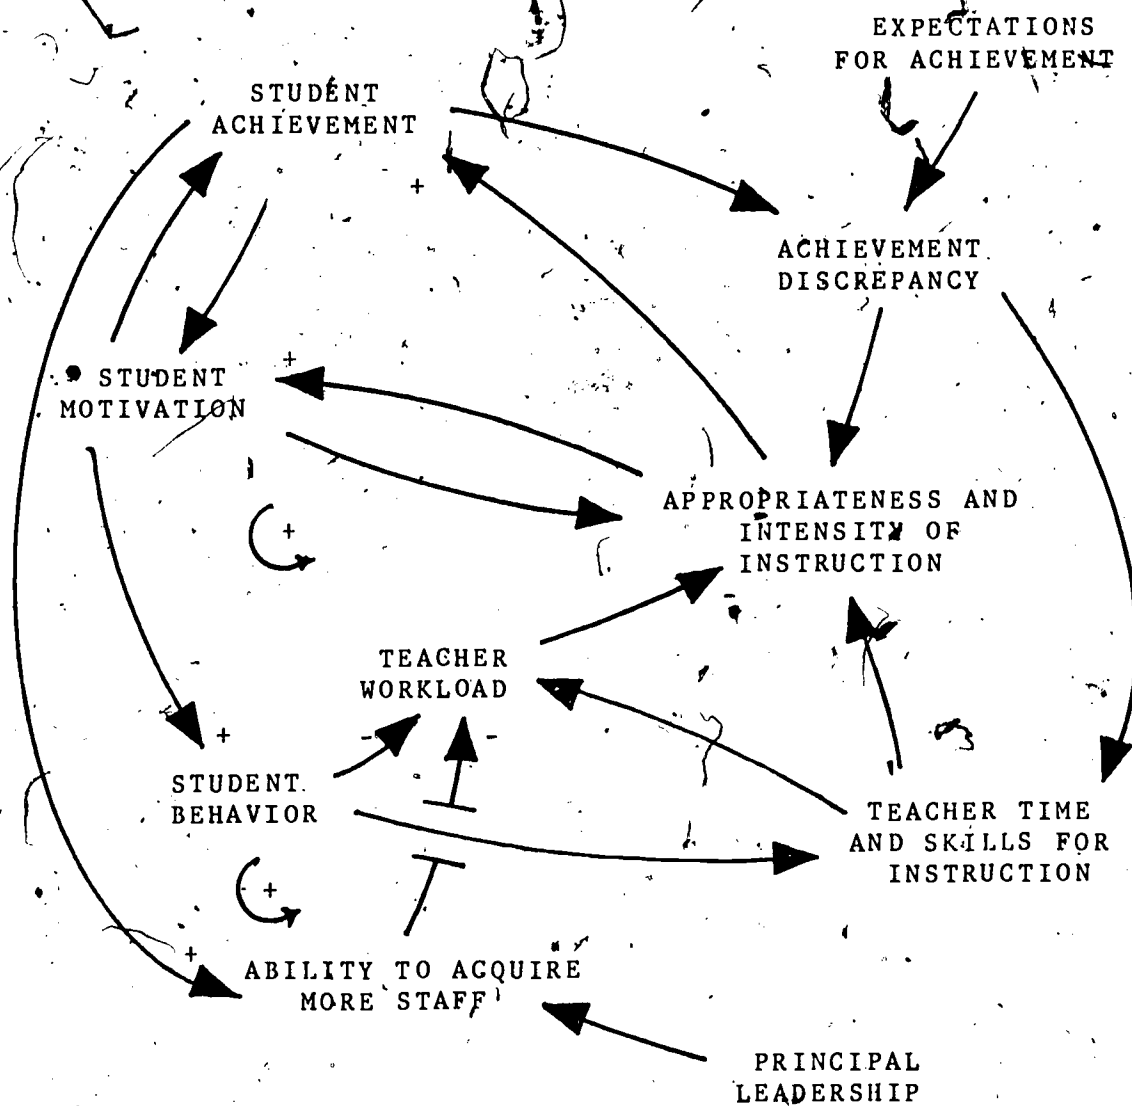 EXPECTATIONS
FOR ACHIEVEMENT
STUDENT
ACHIEVEMENT
+
ACHIEVEMENT
DISCREPANCY
+
STUDENT
MOTIVATION
APPROPRIATENESS AND
INTENSITY OF
INSTRUCTION
+
-
TEACHER
WORKLOAD
-
+
-
-
STUDENT
BEHAVIOR
TEACHER TIME
AND SKILLS FOR
INSTRUCTION
+
+
ABILITY TO ACQUIRE
MORE STAFF
PRINCIPAL
LEADERSHIP